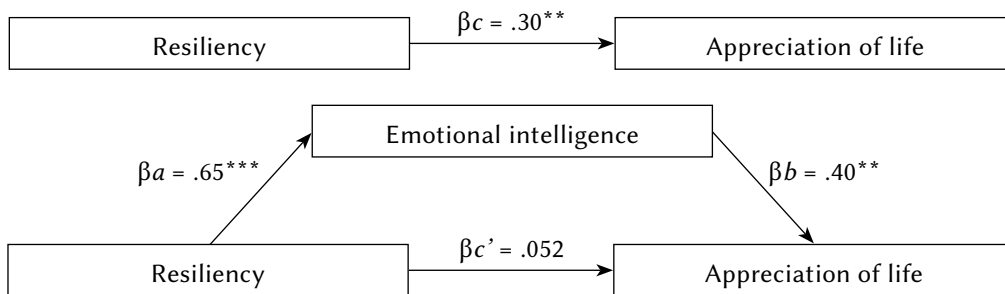 βc = .30**
Resiliency
Appreciation of life
Emotional intelligence
βa = .65***
βb = .40**
βc’ = .052
Resiliency
Appreciation of life